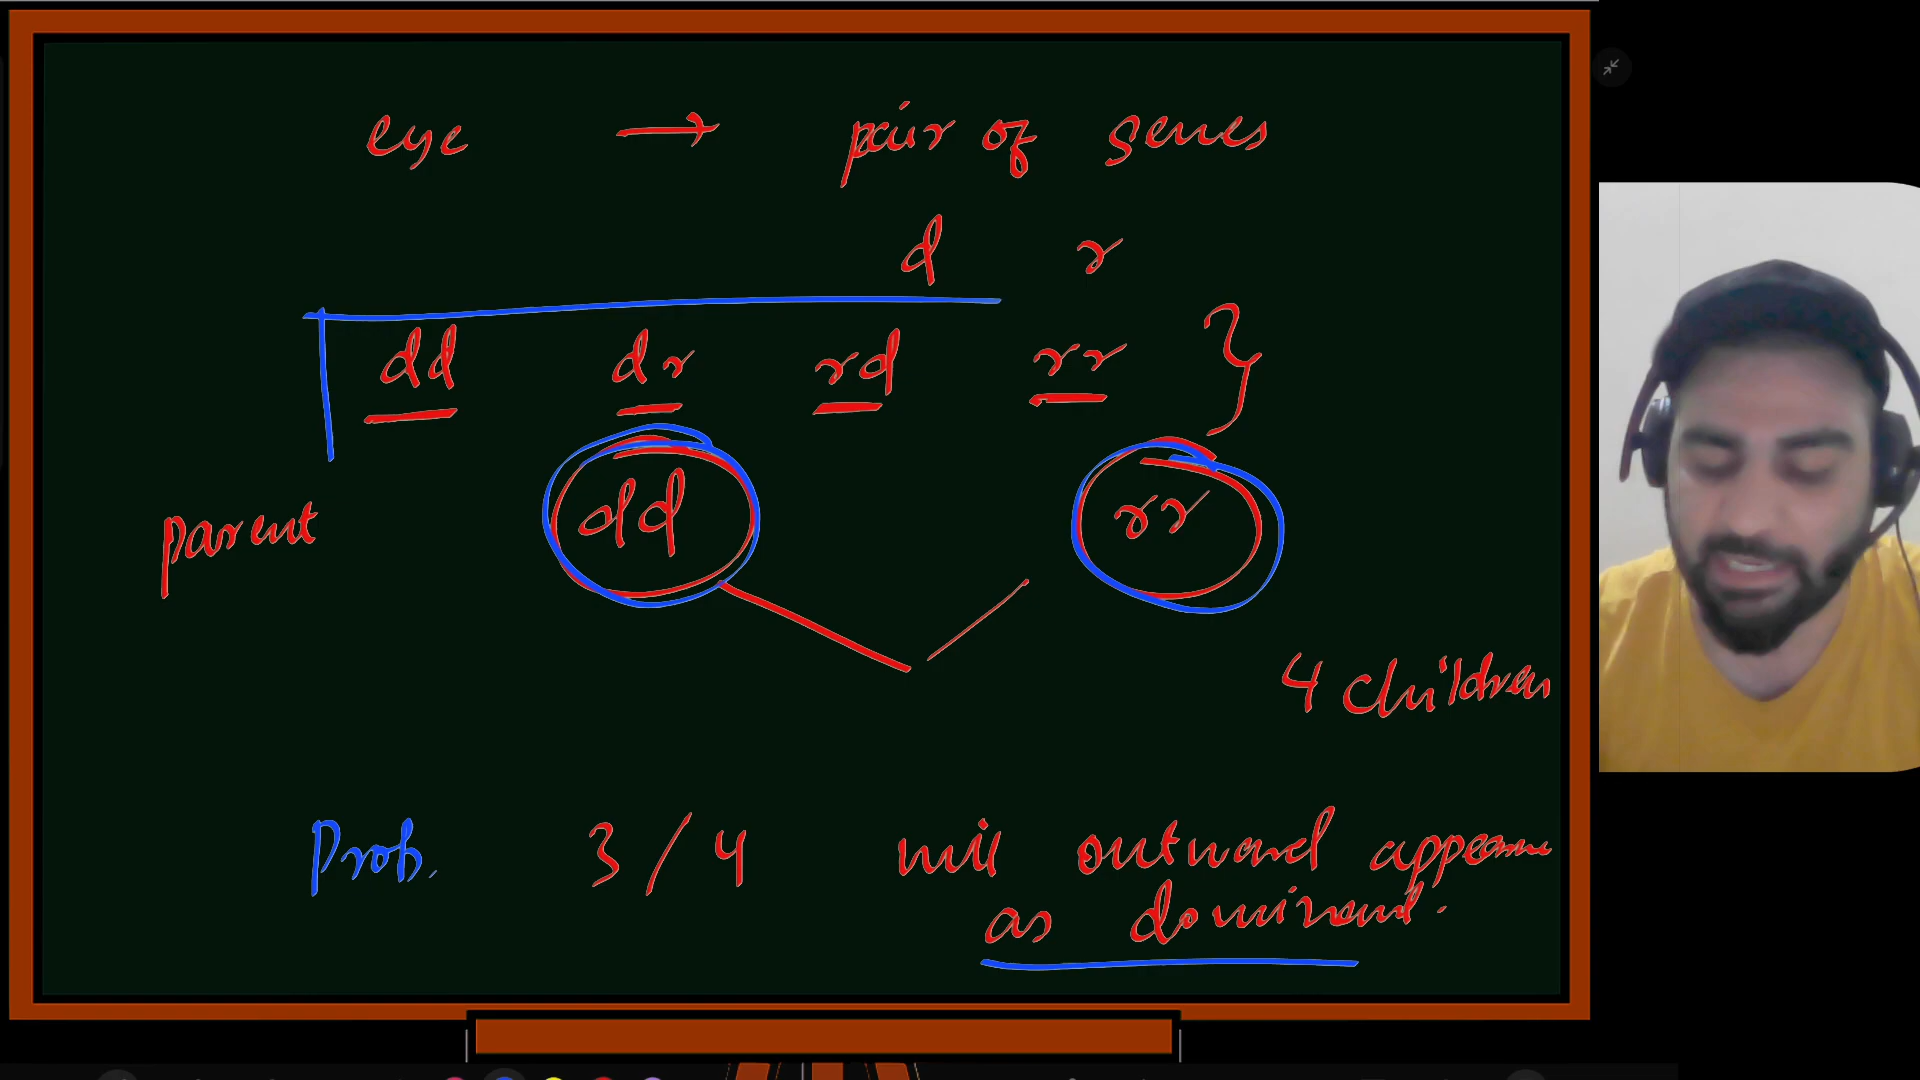 eye → pair of genes
d r
dd dr rd rr }
dd rr
parent
4 children
Prob. 3/4 will outward appearance
as dominant.